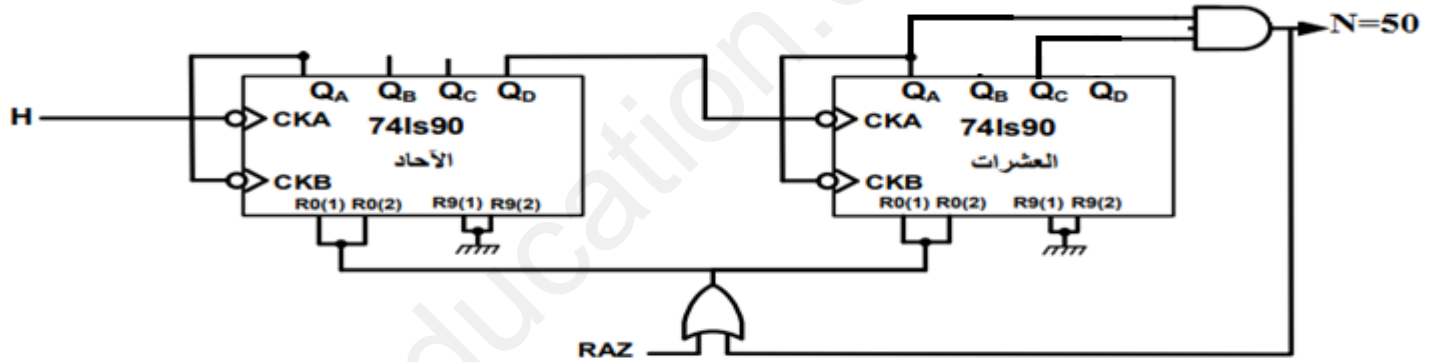 N=50
QA QB QC QD
QA QB QC QD
H
CKA
74ls90
الآحاد
CKB
R0(1) R0(2) R9(1) R9(2)
CKA
74ls90
العشرات
CKB
R0(1) R0(2) R9(1) R9(2)
RAZ
ducation.